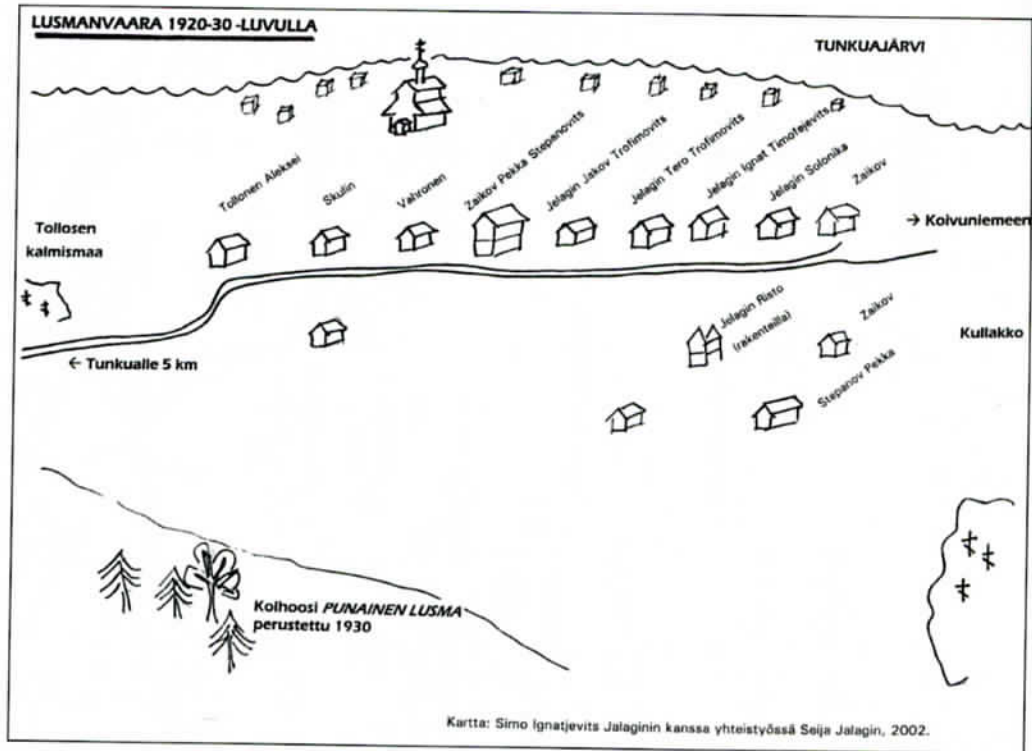 LUSMANVAARA 1920-30 -LUVULLA
TUNKUAJÄRVI
Tollonen Aleksei
Skulin
Vahronen
Zaikov Pekka Stepanovits
Jelagin Jakov Trofimovits
Jelagin Tero Trofimovits
Jelagin Ignat Timofejevits
Jelagin Solonika
Zaikov
Tollosen
kalmismaa
→ Koivuniemeen
Jelagin Risto
(rakenteilla)
Zaikov
Kullakko
← Tunkualle 5 km
Stepanov Pekka
Kolhoosi PUNAINEN LUSMA
perustettu 1930
Kartta: Simo Ignatjevits Jalaginin kanssa yhteistyössä Seija Jalagin, 2002.